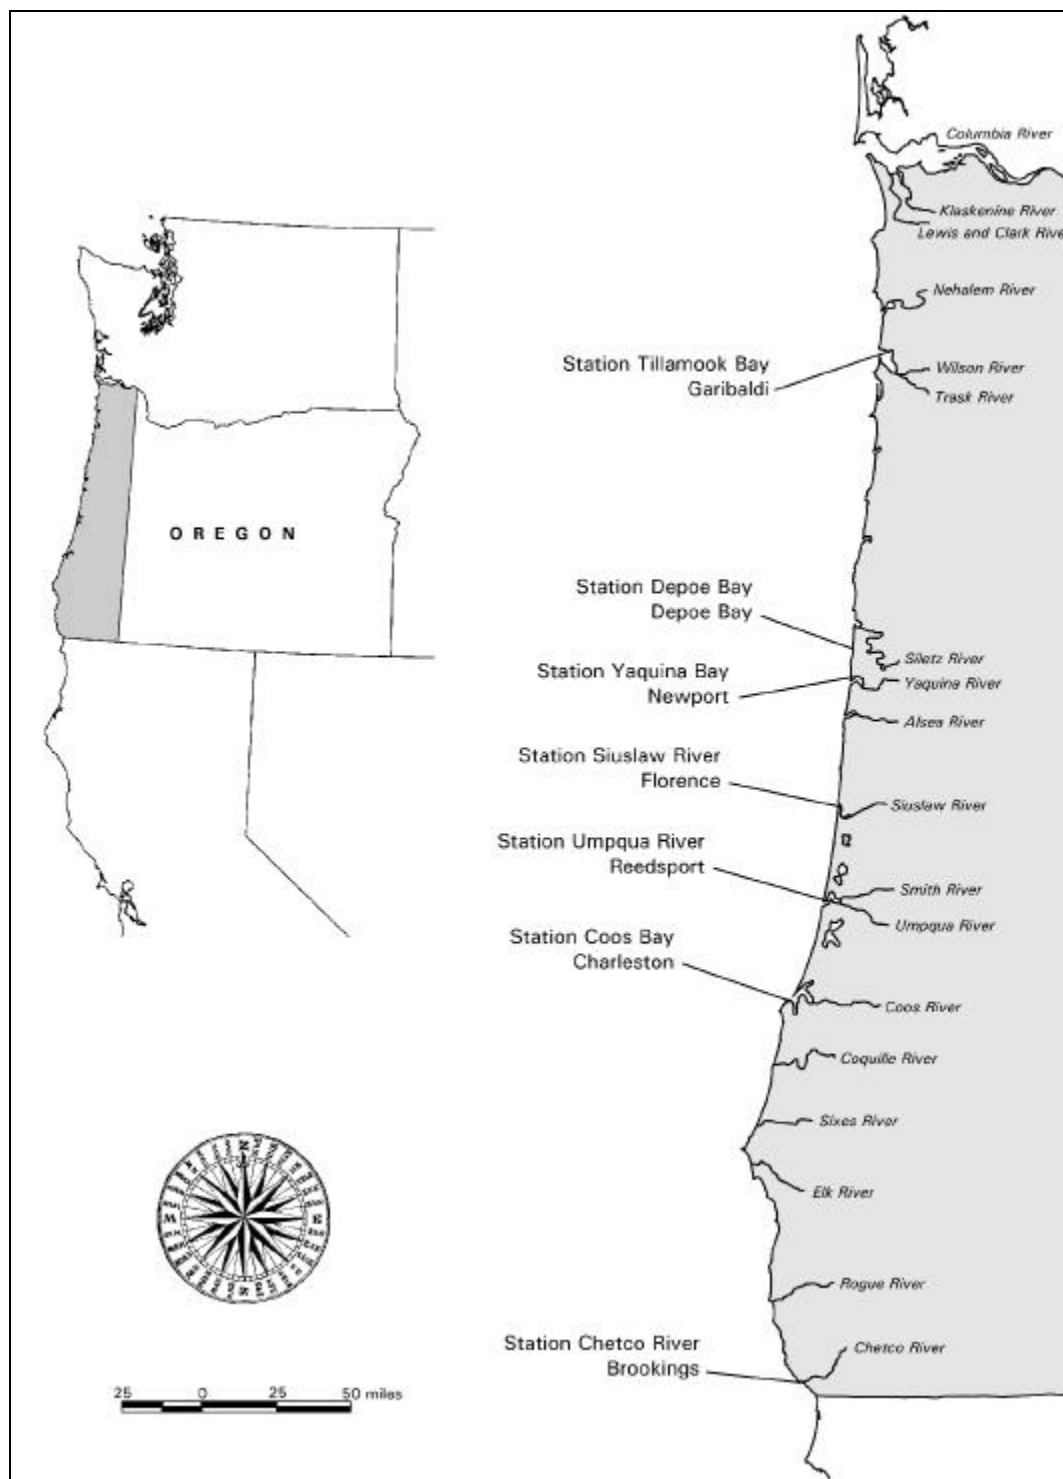 Columbia River
Klaskenine River
Lewis and Clark Rive
Nehalem River
Station Tillamook Bay
Garibaldi
Wilson River
Trask River
OREGON
Station Depoe Bay
Depoe Bay
Siletz River
Station Yaquina Bay
Newport
Yaquina River
Alsea River
Station Siuslaw River
Florence
Siuslaw River
Station Umpqua River
Reedsport
Smith River
Umpqua River
Station Coos Bay
Charleston
Coos River
Coquille River
Sixes River
N
W
E
Elk River
Rogue River
Station Chetco River
Brookings
Chetco River
25 0 25 50 miles